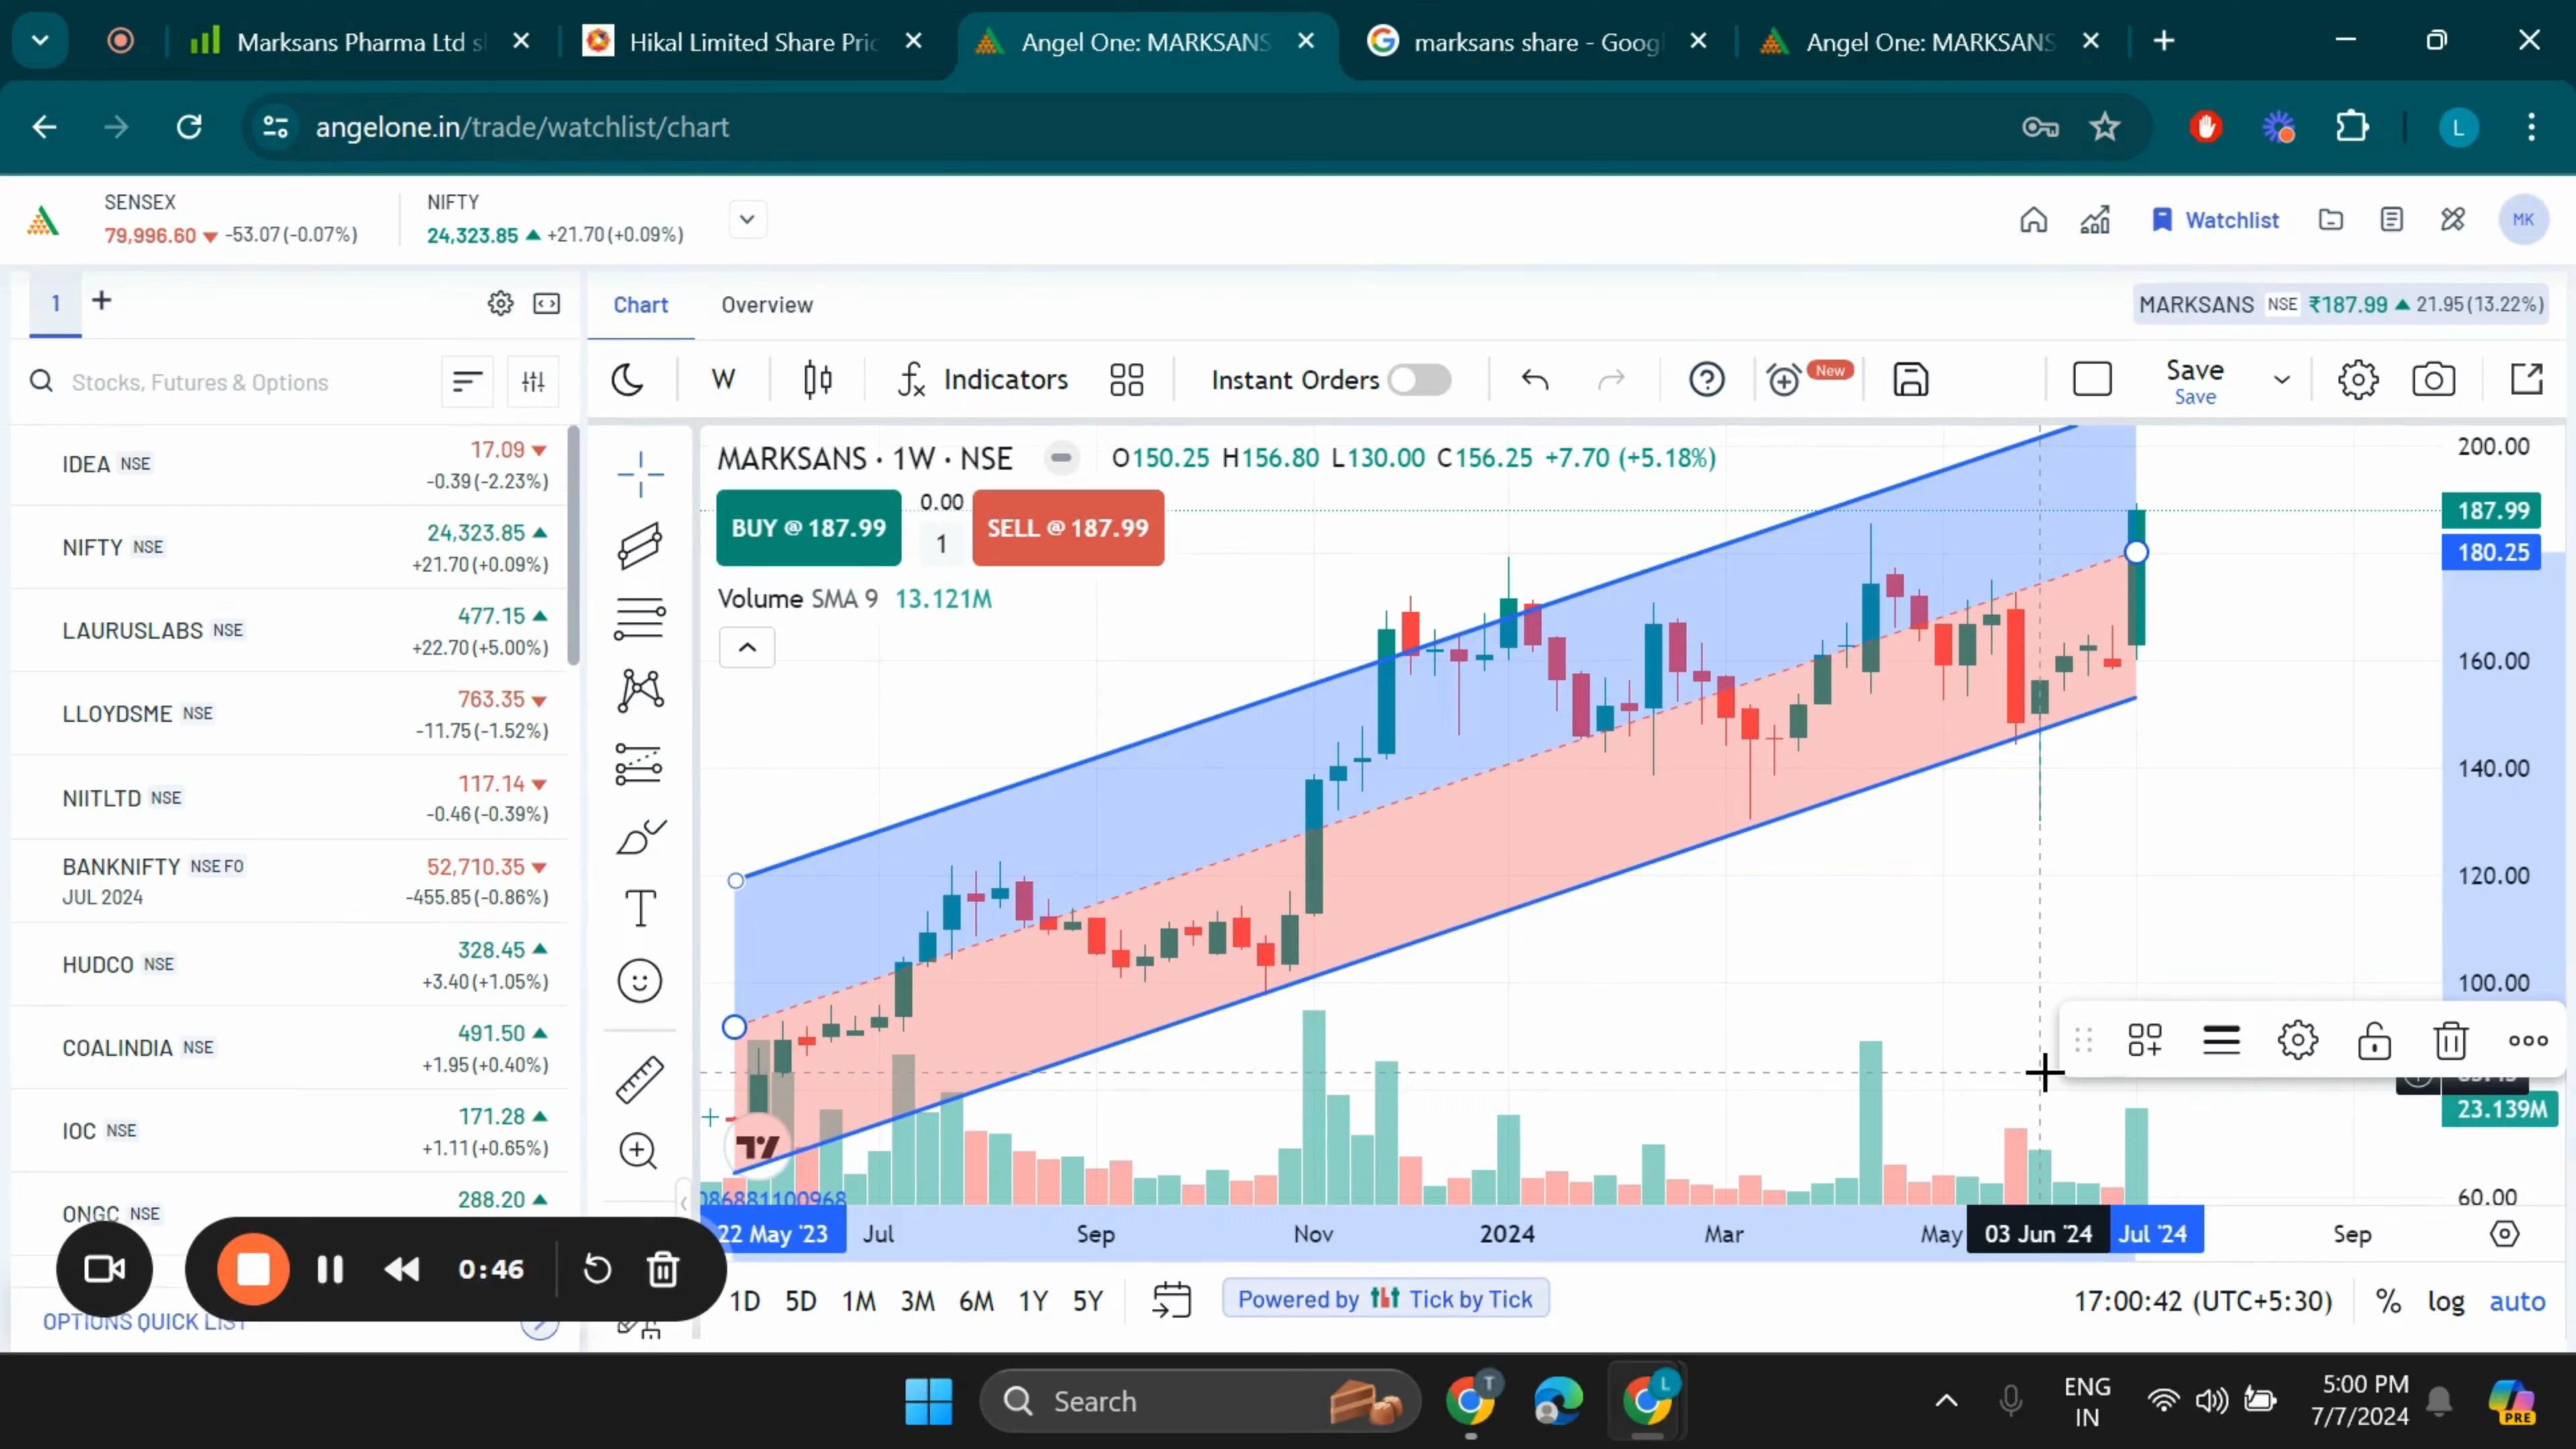 Marksans Pharma Ltd s
Hikal Limited Share Pric
Angel One: MARKSANS
marksans share - Goog
Angel One: MARKSANS
angelone.in/trade/watchlist/chart
L
SENSEX
79,996.60 -53.07(-0.07%)
NIFTY
24,323.85 +21.70(+0.09%)
Watchlist
MK
1
Stocks, Futures & Options
IDEA NSE
17.09
-0.39(-2.23%)
NIFTY NSE
24,323.85
+21.70(+0.09%)
LAURUSLABS NSE
477.15
+22.70(+5.00%)
LLOYDSME NSE
763.35
-11.75(-1.52%)
NIITLTD NSE
117.14
-0.46(-0.39%)
BANKNIFTY NSE FO
JUL 2024
52,710.35
-455.85(-0.86%)
HUDCO NSE
328.45
+3.40(+1.05%)
COALINDIA NSE
491.50
+1.95(+0.40%)
IOC NSE
171.28
+1.11(+0.65%)
ONGC NSE
288.20
OPTIONS QUICK LIST
0:46
Chart
Overview
MARKSANS NSE ₹187.99 21.95(13.22%)
W
Indicators
Instant Orders
New
Save
Save
MARKSANS · 1W · NSE
O150.25 H156.80 L130.00 C156.25 +7.70 (+5.18%)
BUY @ 187.99
0.00
1
SELL @ 187.99
Volume SMA 9 13.121M
200.00
187.99
180.25
160.00
140.00
120.00
100.00
23.139M
60.00
086881100968
22 May '23
Jul
Sep
Nov
2024
Mar
May
03 Jun '24
Jul '24
Sep
1D 5D 1M 3M 6M 1Y 5Y
Powered by Tick by Tick
17:00:42 (UTC+5:30)
%
log
auto
Search
T
L
ENG
IN
5:00 PM
7/7/2024
PRE